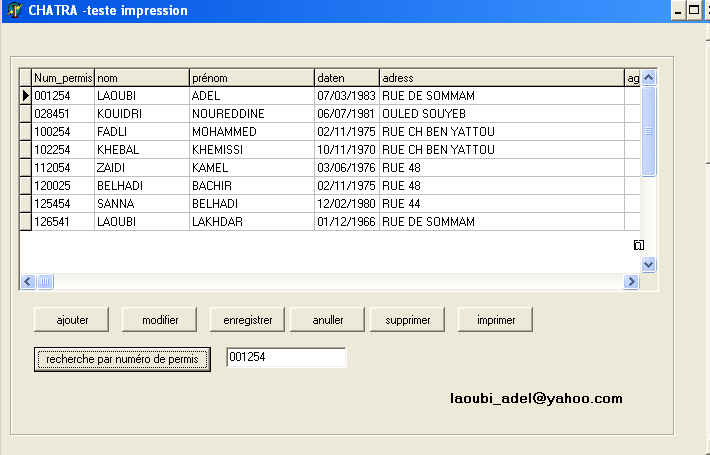 CHATRA -teste impression
Num_permis nom prénom daten adress ag
001254 LAOUBI ADEL 07/03/1983 RUE DE SOMMAM
028451 KOUIDRI NOUREDDINE 06/07/1981 OULED SOUYEB
100254 FADLI MOHAMMED 02/11/1975 RUE CH BEN YATTOU
102254 KHEBAL KHEMISSI 10/11/1970 RUE CH BEN YATTOU
112054 ZAIDI KAMEL 03/06/1976 RUE 48
120025 BELHADI BACHIR 02/11/1975 RUE 48
125454 SANNA BELHADI 12/02/1980 RUE 44
126541 LAOUBI LAKHDAR 01/12/1966 RUE DE SOMMAM
ajouter modifier enregistrer anuller supprimer imprimer
recherche par numéro de permis 001254
laoubi_adel@yahoo.com